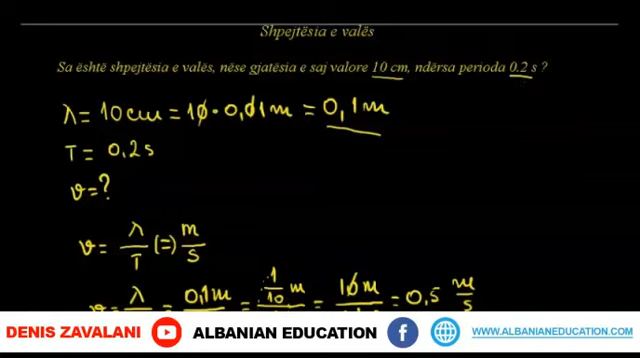 Shpejtësia e valës
Sa është shpejtësia e valës, nëse gjatësia e saj valore 10 cm, ndërsa perioda 0.2 s ?
λ = 10 cm = 10 · 0,01 m = 0,1 m
T = 0,2 s
v = ?
v = λ/T (=) m/s
v = λ = 0,1 m = 1/10 m = 10 m = 0,5 m/s
DENIS ZAVALANI ALBANIAN EDUCATION f WWW.ALBANIANEDUCATION.COM